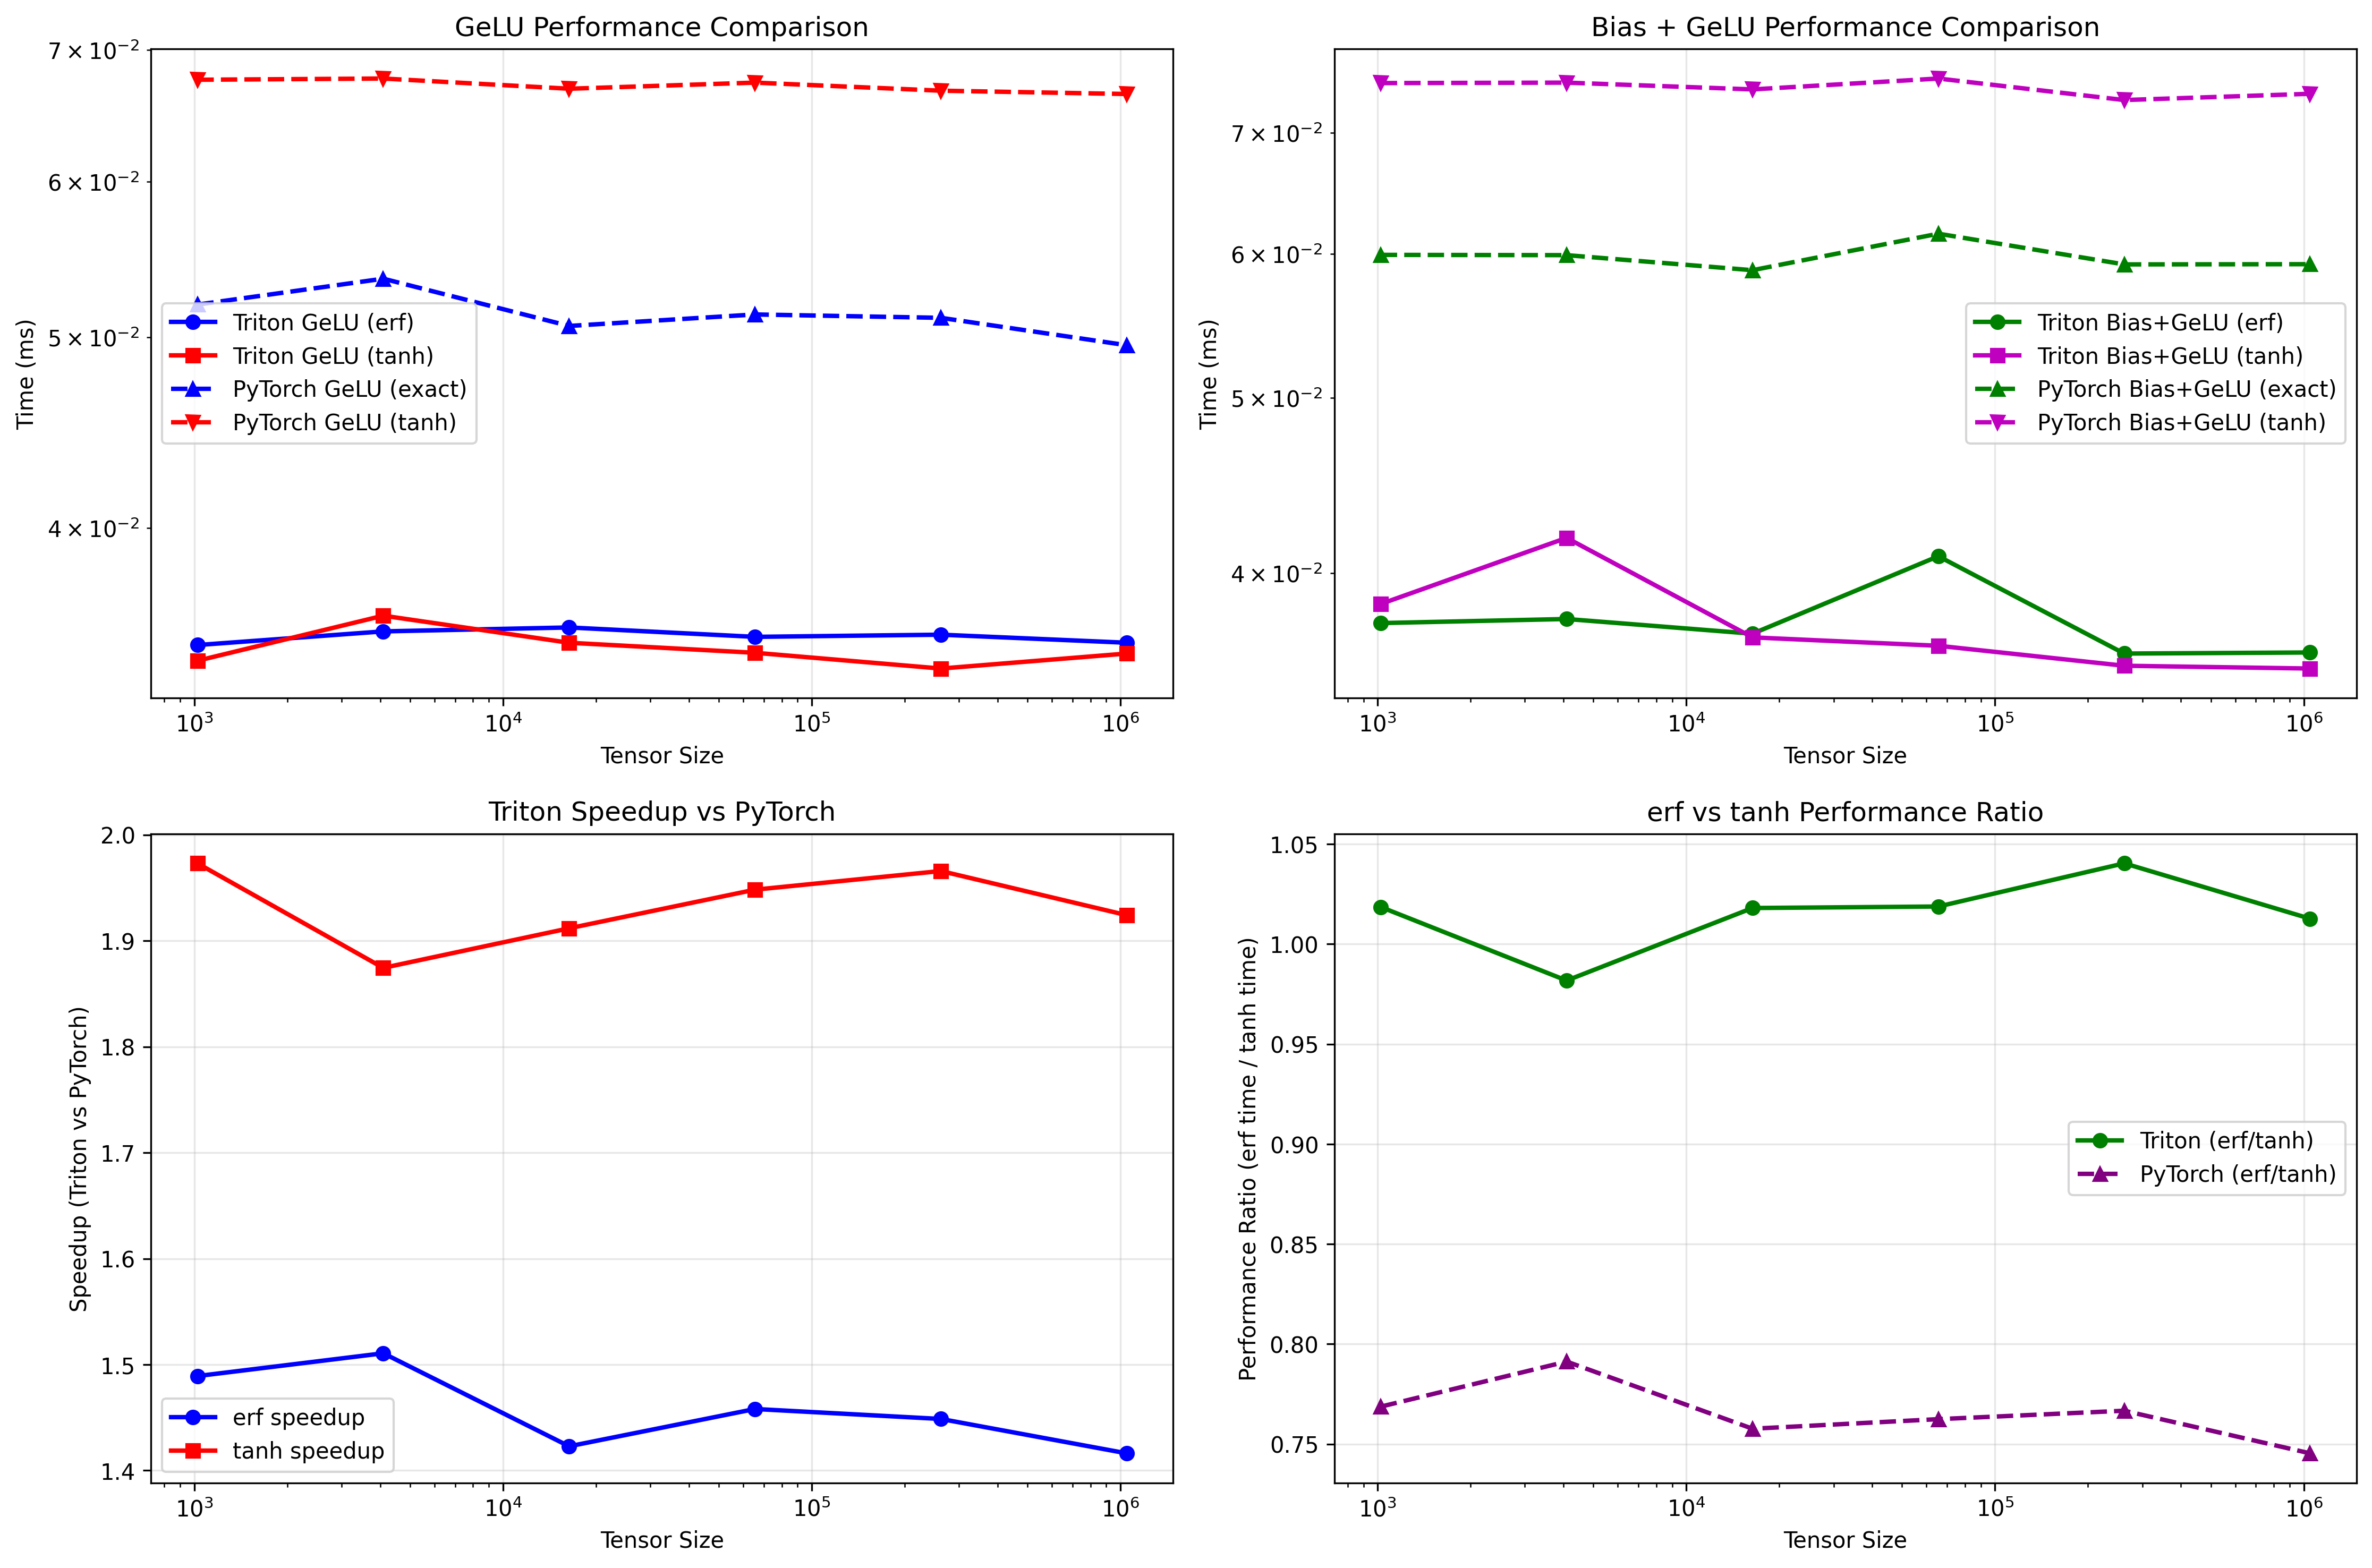 GeLU Performance Comparison
7 × 10⁻²
6 × 10⁻²
5 × 10⁻²
4 × 10⁻²
Time (ms)
Triton GeLU (erf)
Triton GeLU (tanh)
PyTorch GeLU (exact)
PyTorch GeLU (tanh)
10³ 10⁴ 10⁵ 10⁶
Tensor Size
Bias + GeLU Performance Comparison
7 × 10⁻²
6 × 10⁻²
5 × 10⁻²
4 × 10⁻²
Time (ms)
Triton Bias+GeLU (erf)
Triton Bias+GeLU (tanh)
PyTorch Bias+GeLU (exact)
PyTorch Bias+GeLU (tanh)
10³ 10⁴ 10⁵ 10⁶
Tensor Size
Triton Speedup vs PyTorch
2.0
1.9
1.8
1.7
1.6
1.5
1.4
Speedup (Triton vs PyTorch)
erf speedup
tanh speedup
10³ 10⁴ 10⁵ 10⁶
Tensor Size
erf vs tanh Performance Ratio
1.05
1.00
0.95
0.90
0.85
0.80
0.75
Performance Ratio (erf time / tanh time)
Triton (erf/tanh)
PyTorch (erf/tanh)
10³ 10⁴ 10⁵ 10⁶
Tensor Size